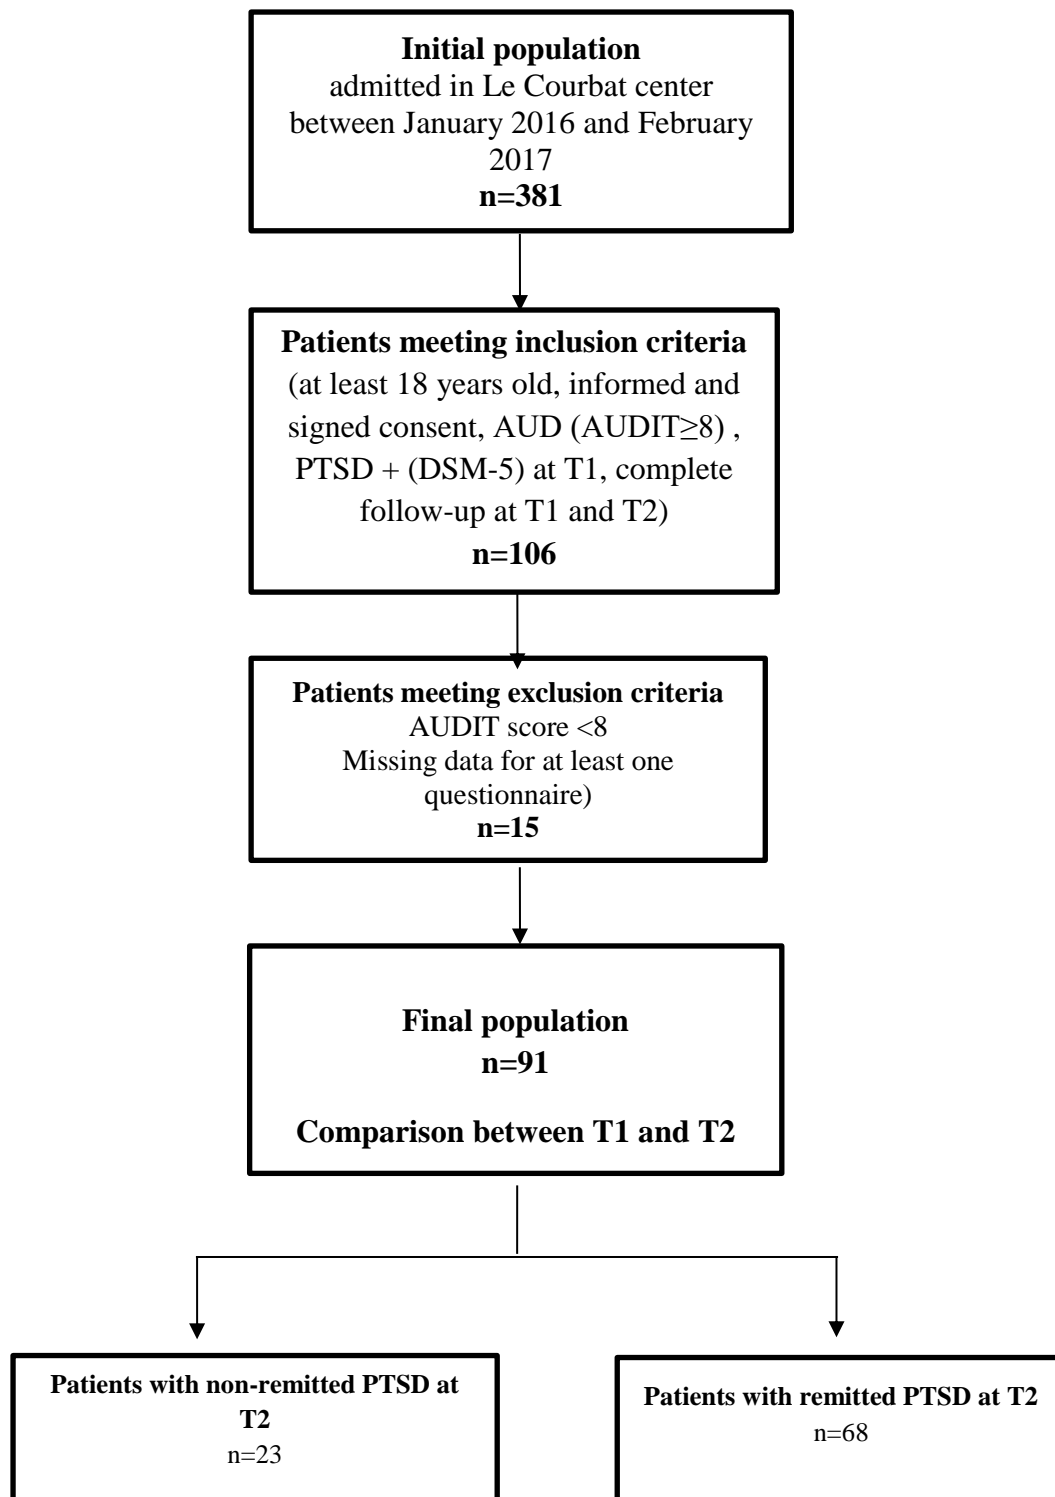 Initial population
admitted in Le Courbat center
between January 2016 and February
2017
n=381
Patients meeting inclusion criteria
(at least 18 years old, informed and
signed consent, AUD (AUDIT≥8) ,
PTSD + (DSM-5) at T1, complete
follow-up at T1 and T2)
n=106
Patients meeting exclusion criteria
AUDIT score <8
Missing data for at least one
questionnaire)
n=15
Final population
n=91
Comparison between T1 and T2
Patients with non-remitted PTSD at
T2
n=23
Patients with remitted PTSD at T2
n=68